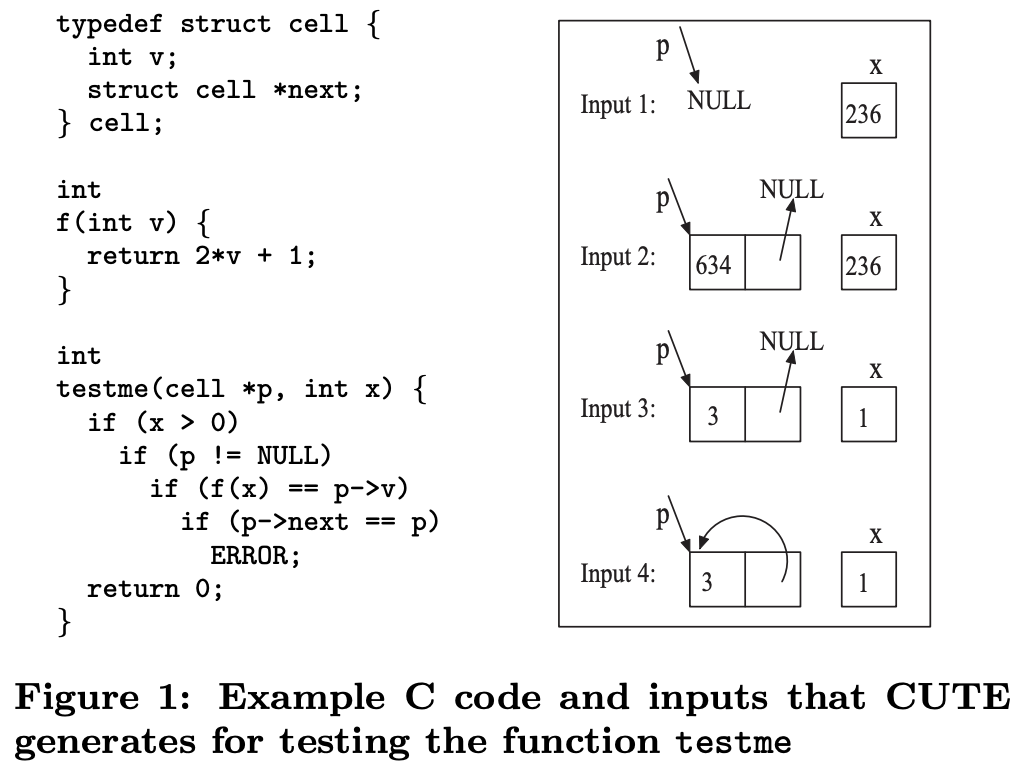 typedef struct cell {
  int v;
  struct cell *next;
} cell;

int
f(int v) {
  return 2*v + 1;
}

int
testme(cell *p, int x) {
  if (x > 0)
    if (p != NULL)
      if (f(x) == p->v)
        if (p->next == p)
          ERROR;
  return 0;
}
p
x
Input 1: NULL 236
NULL
p
x
Input 2: 634 236
NULL
p
x
Input 3: 3 1
p
x
Input 4: 3 1
Figure 1: Example C code and inputs that CUTE
generates for testing the function testme